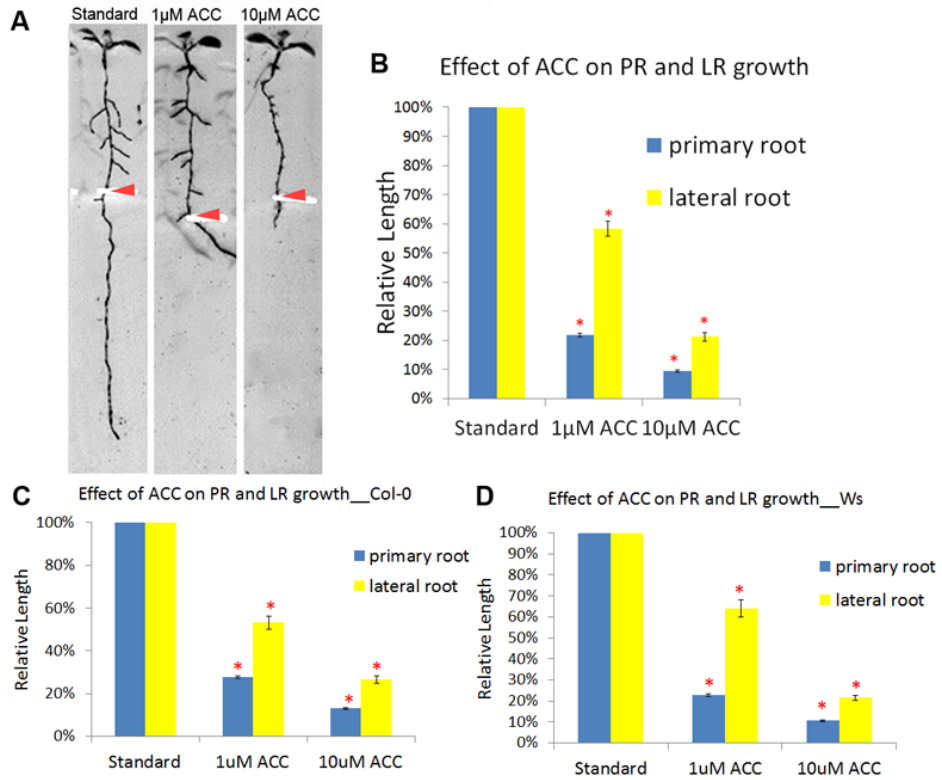 A
Standard
1µM ACC
10µM ACC
B
Effect of ACC on PR and LR growth
Relative Length
100%
90%
80%
70%
60%
50%
40%
30%
20%
10%
0%
primary root
lateral root
*
*
*
*
Standard
1µM ACC
10µM ACC
C
Effect of ACC on PR and LR growth__Col-0
Relative Length
100%
80%
60%
40%
20%
0%
primary root
lateral root
*
*
*
*
Standard
1uM ACC
10uM ACC
D
Effect of ACC on PR and LR growth__Ws
Relative Length
100%
90%
80%
70%
60%
50%
40%
30%
20%
10%
0%
primary root
lateral root
*
*
*
*
Standard
1uM ACC
10uM ACC